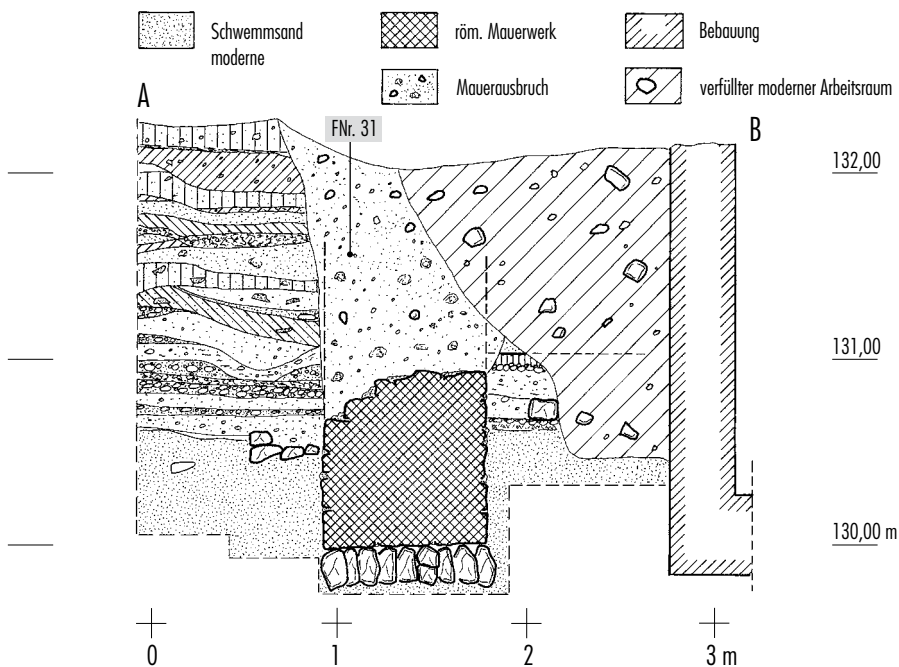 Schwemmsand
moderne
röm. Mauerwerk
Bebauung
Mauerausbruch
verfüllter moderner Arbeitsraum
A
FNr. 31
B
132,00
131,00
130,00 m
0 1 2 3 m